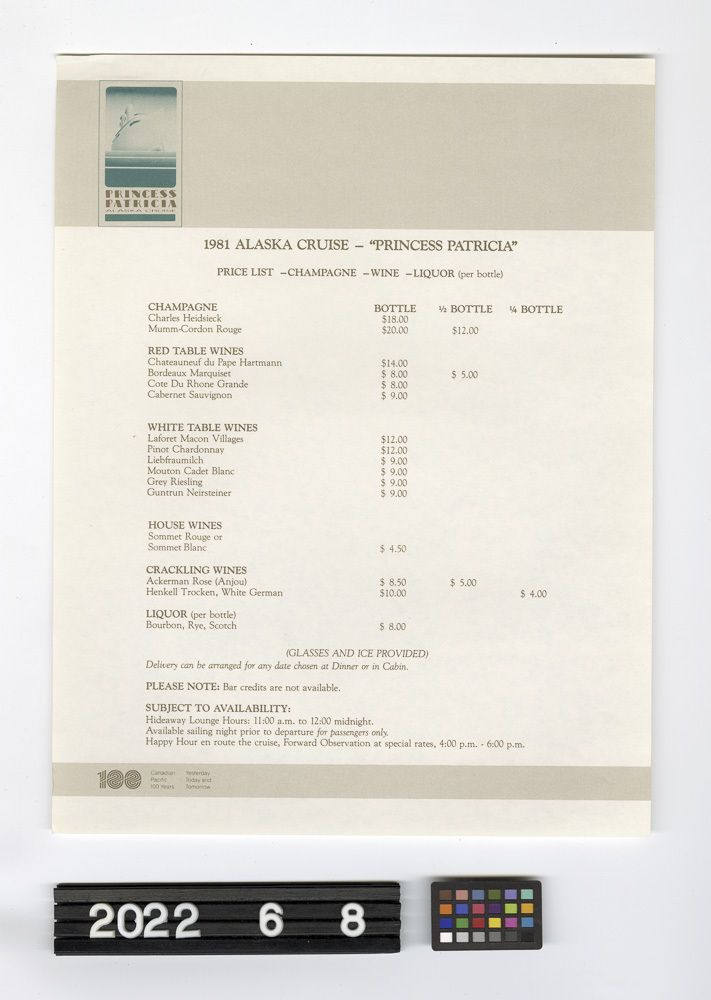 PRINCESS
PATRICIA
ALASKA CRUISE
1981 ALASKA CRUISE – "PRINCESS PATRICIA"
PRICE LIST –CHAMPAGNE –WINE –LIQUOR (per bottle)
CHAMPAGNE BOTTLE ½ BOTTLE ¼ BOTTLE
Charles Heidsieck $18.00
Mumm-Cordon Rouge $20.00 $12.00
RED TABLE WINES
Chateauneuf du Pape Hartmann $14.00
Bordeaux Marquiset $ 8.00 $ 5.00
Cote Du Rhone Grande $ 8.00
Cabernet Sauvignon $ 9.00
WHITE TABLE WINES
Laforet Macon Villages $12.00
Pinot Chardonnay $12.00
Liebfraumilch $ 9.00
Mouton Cadet Blanc $ 9.00
Grey Riesling $ 9.00
Guntrun Neirsteiner $ 9.00
HOUSE WINES
Sommet Rouge or
Sommet Blanc $ 4.50
CRACKLING WINES
Ackerman Rose (Anjou) $ 8.50 $ 5.00
Henkell Trocken, White German $10.00 $ 4.00
LIQUOR (per bottle)
Bourbon, Rye, Scotch $ 8.00
(GLASSES AND ICE PROVIDED)
Delivery can be arranged for any date chosen at Dinner or in Cabin.
PLEASE NOTE: Bar credits are not available.
SUBJECT TO AVAILABILITY:
Hideaway Lounge Hours: 11:00 a.m. to 12:00 midnight.
Available sailing night prior to departure for passengers only.
Happy Hour en route the cruise, Forward Observation at special rates, 4:00 p.m. - 6:00 p.m.
100 Canadian Yesterday
Pacific Today and
100 Years Tomorrow
2022 6 8